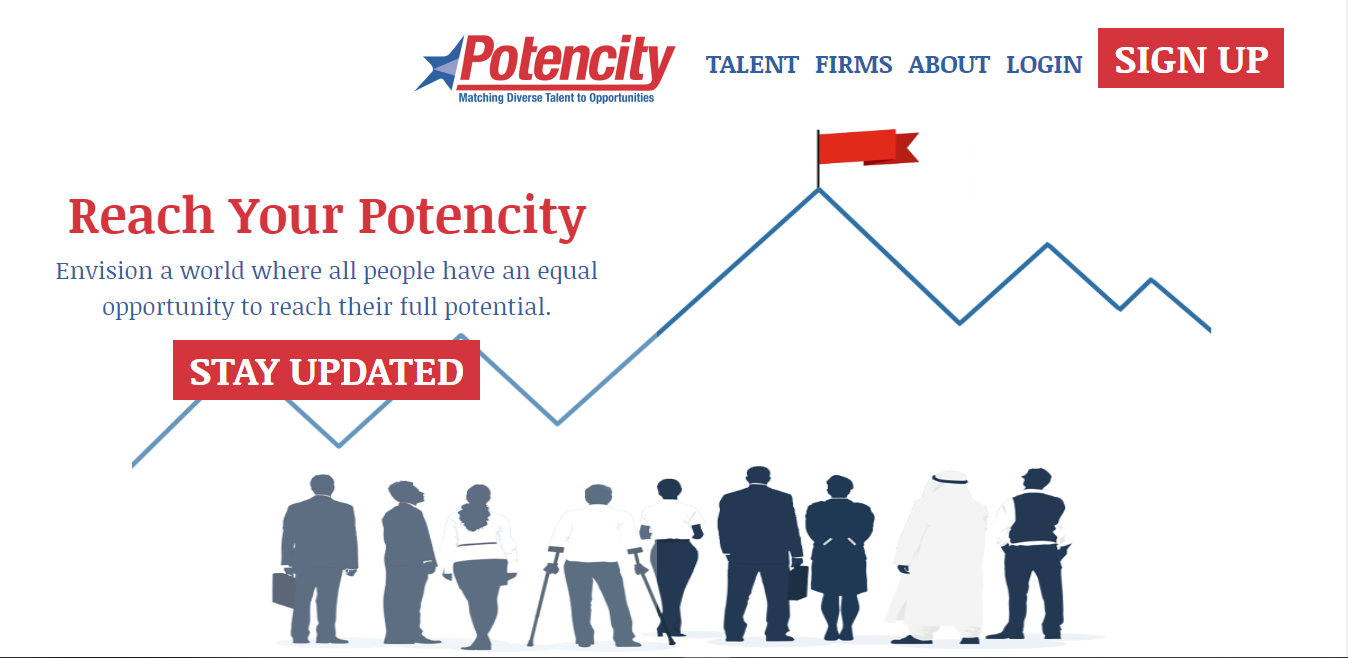 Potencity
Matching Diverse Talent to Opportunities
TALENT FIRMS ABOUT LOGIN SIGN UP
Reach Your Potencity
Envision a world where all people have an equal
opportunity to reach their full potential.
STAY UPDATED